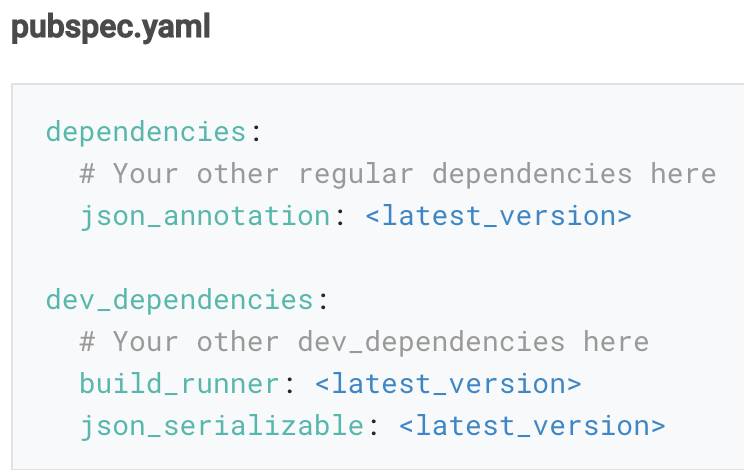 pubspec.yaml
dependencies:
  # Your other regular dependencies here
  json_annotation: <latest_version>
dev_dependencies:
  # Your other dev_dependencies here
  build_runner: <latest_version>
  json_serializable: <latest_version>